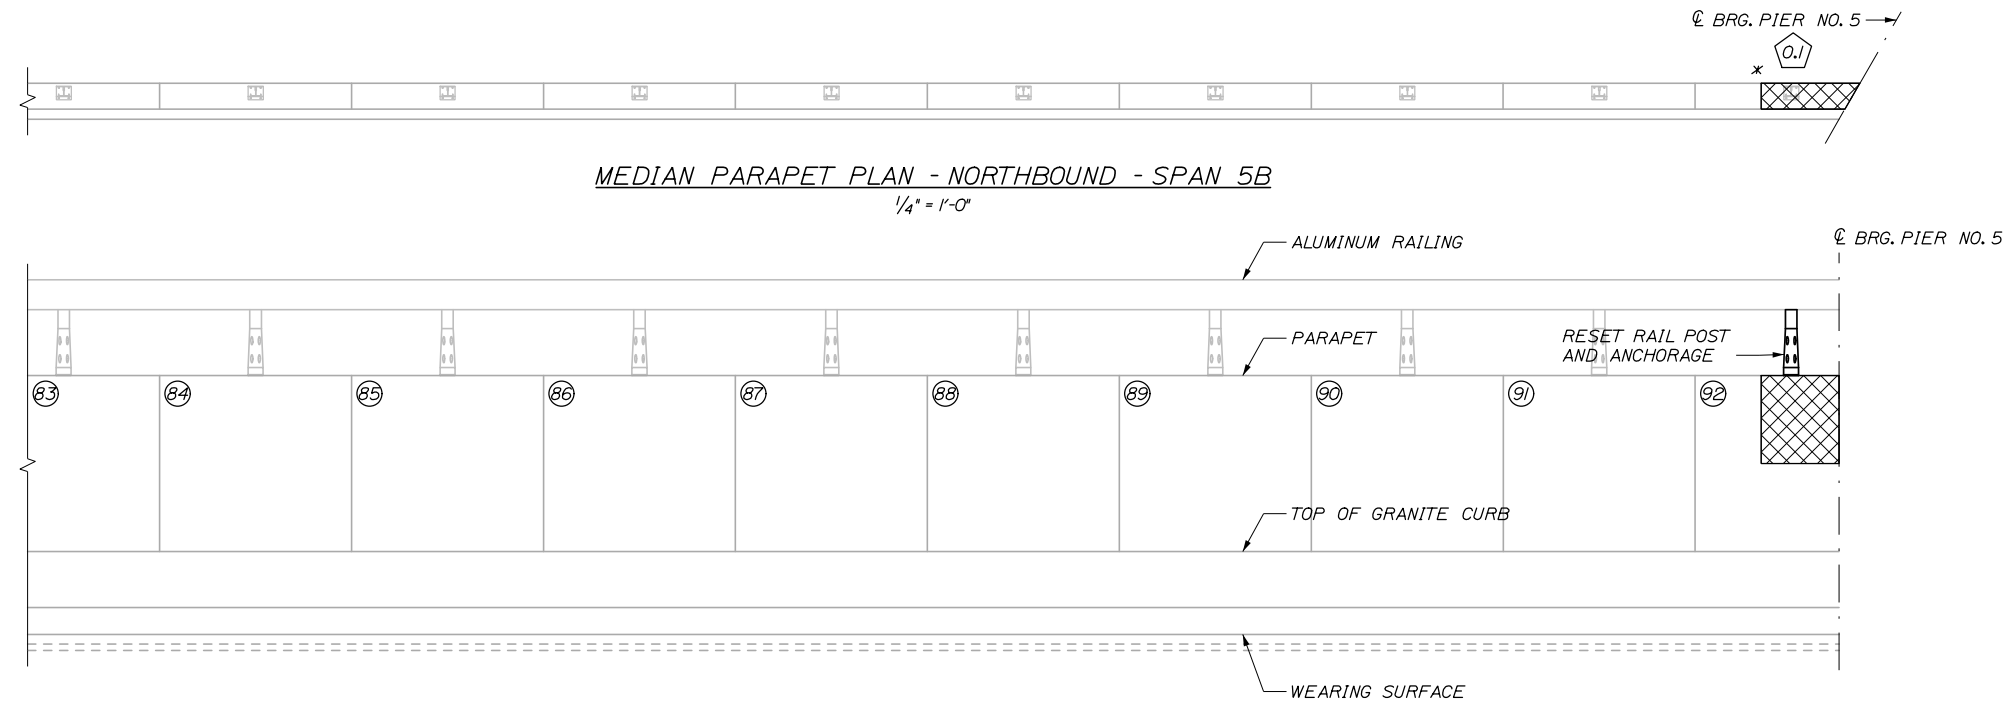 ℄ BRG. PIER NO. 5
0.1
*
MEDIAN PARAPET PLAN - NORTHBOUND - SPAN 5B
1/4" = 1'-0"
ALUMINUM RAILING
℄ BRG. PIER NO. 5
PARAPET
RESET RAIL POST
AND ANCHORAGE
83 84 85 86 87 88 89 90 91 92
TOP OF GRANITE CURB
WEARING SURFACE